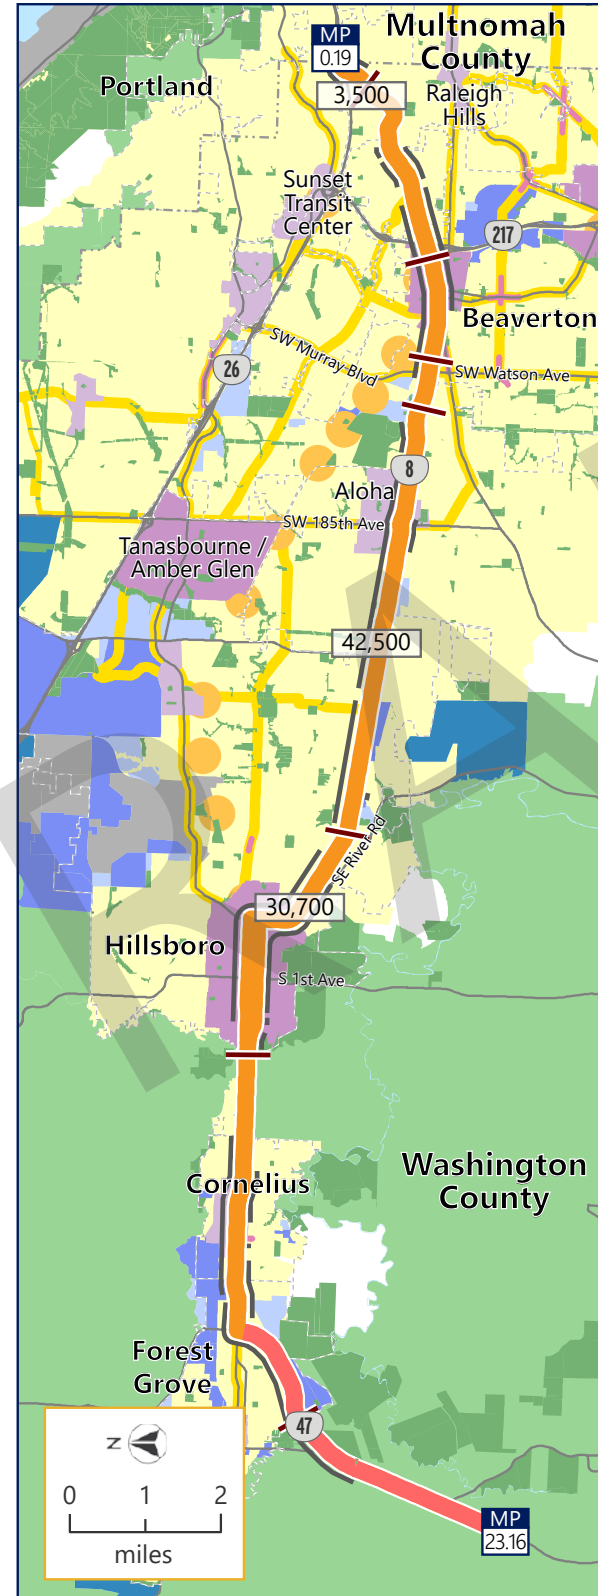 MP
0.19
Multnomah
County
Portland
3,500
Raleigh
Hills
Sunset
Transit
Center
217
Beaverton
SW Murray Blvd
26
SW Watson Ave
8
Aloha
SW 185th Ave
Tanasbourne /
Amber Glen
42,500
SE River Rd
30,700
Hillsboro
S 1st Ave
Washington
County
Cornelius
Forest
Grove
47
N
0 1 2
miles
MP
23.16